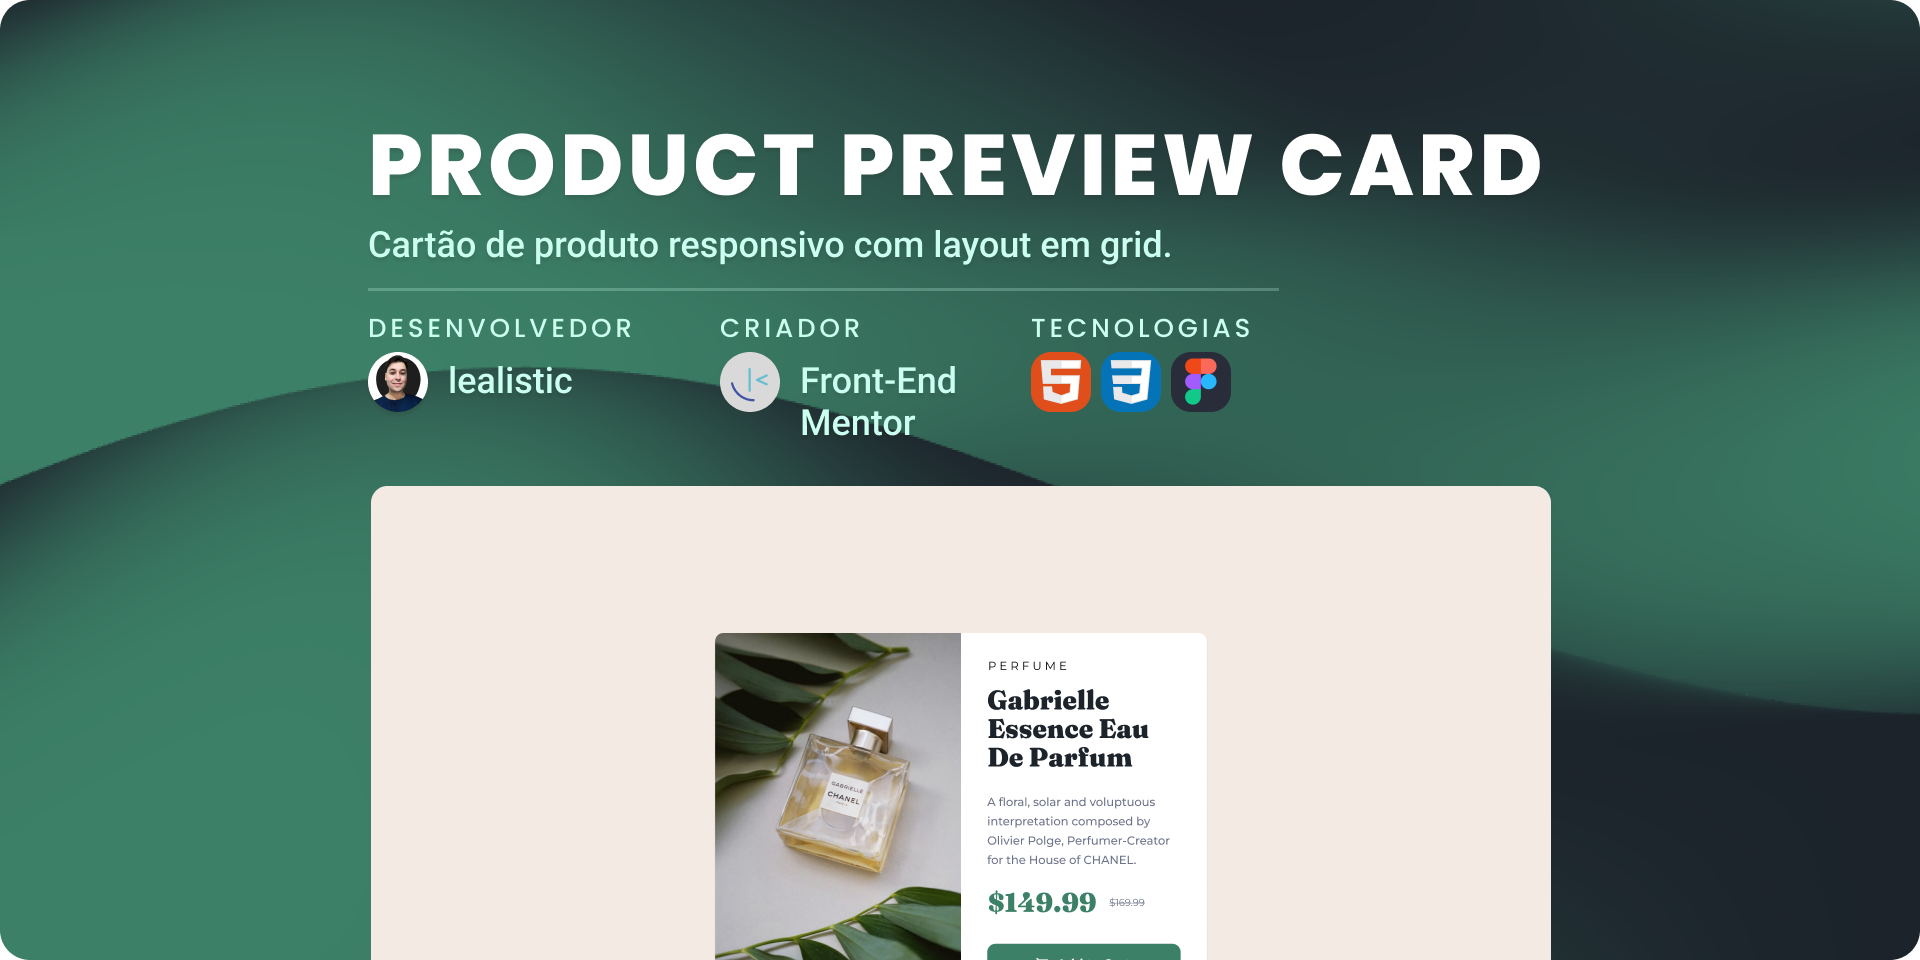 PRODUCT PREVIEW CARD
Cartão de produto responsivo com layout em grid.
DESENVOLVEDOR
lealistic
CRIADOR
Front-End
Mentor
TECNOLOGIAS
GABRIELLE
CHANEL
PERFUME
Gabrielle
Essence Eau
De Parfum
A floral, solar and voluptuous
interpretation composed by
Olivier Polge, Perfumer-Creator
for the House of CHANEL.
$149.99 $169.99